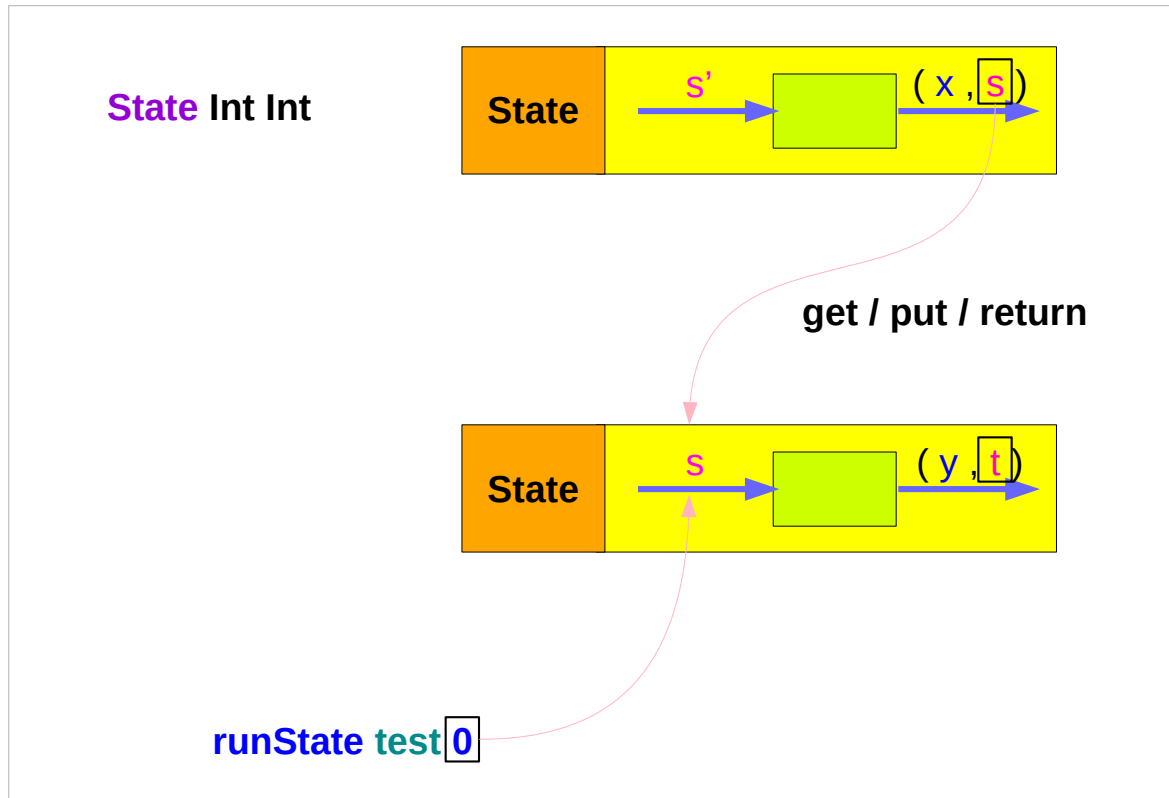 s’ ( x , s )
State Int Int State
get / put / return
s ( y , t )
State
runState test 0